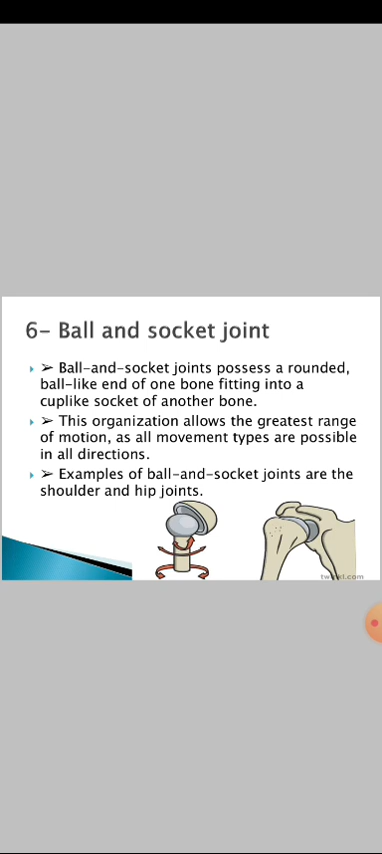 6- Ball and socket joint
➢ Ball-and-socket joints possess a rounded,
ball-like end of one bone fitting into a
cuplike socket of another bone.
➢ This organization allows the greatest range
of motion, as all movement types are possible
in all directions.
➢ Examples of ball-and-socket joints are the
shoulder and hip joints.